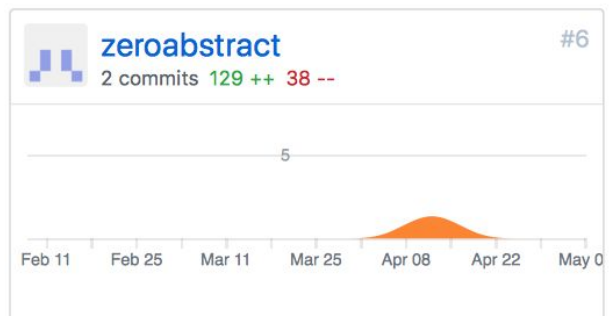 zeroabstract
#6
2 commits 129 ++ 38 --
5
Feb 11 Feb 25 Mar 11 Mar 25 Apr 08 Apr 22 May 0